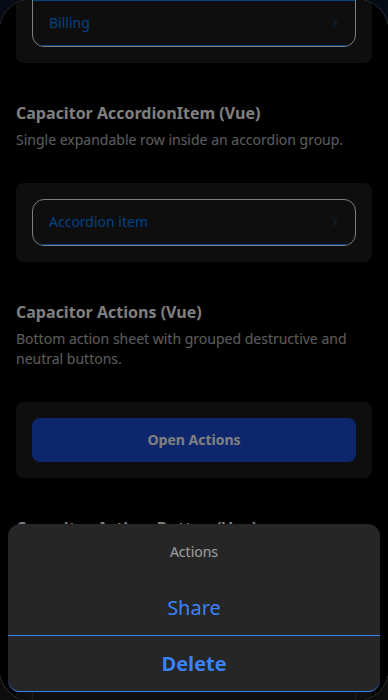 Billing
Capacitor AccordionItem (Vue)
Single expandable row inside an accordion group.
Accordion item
Capacitor Actions (Vue)
Bottom action sheet with grouped destructive and
neutral buttons.
Open Actions
Actions
Share
Delete